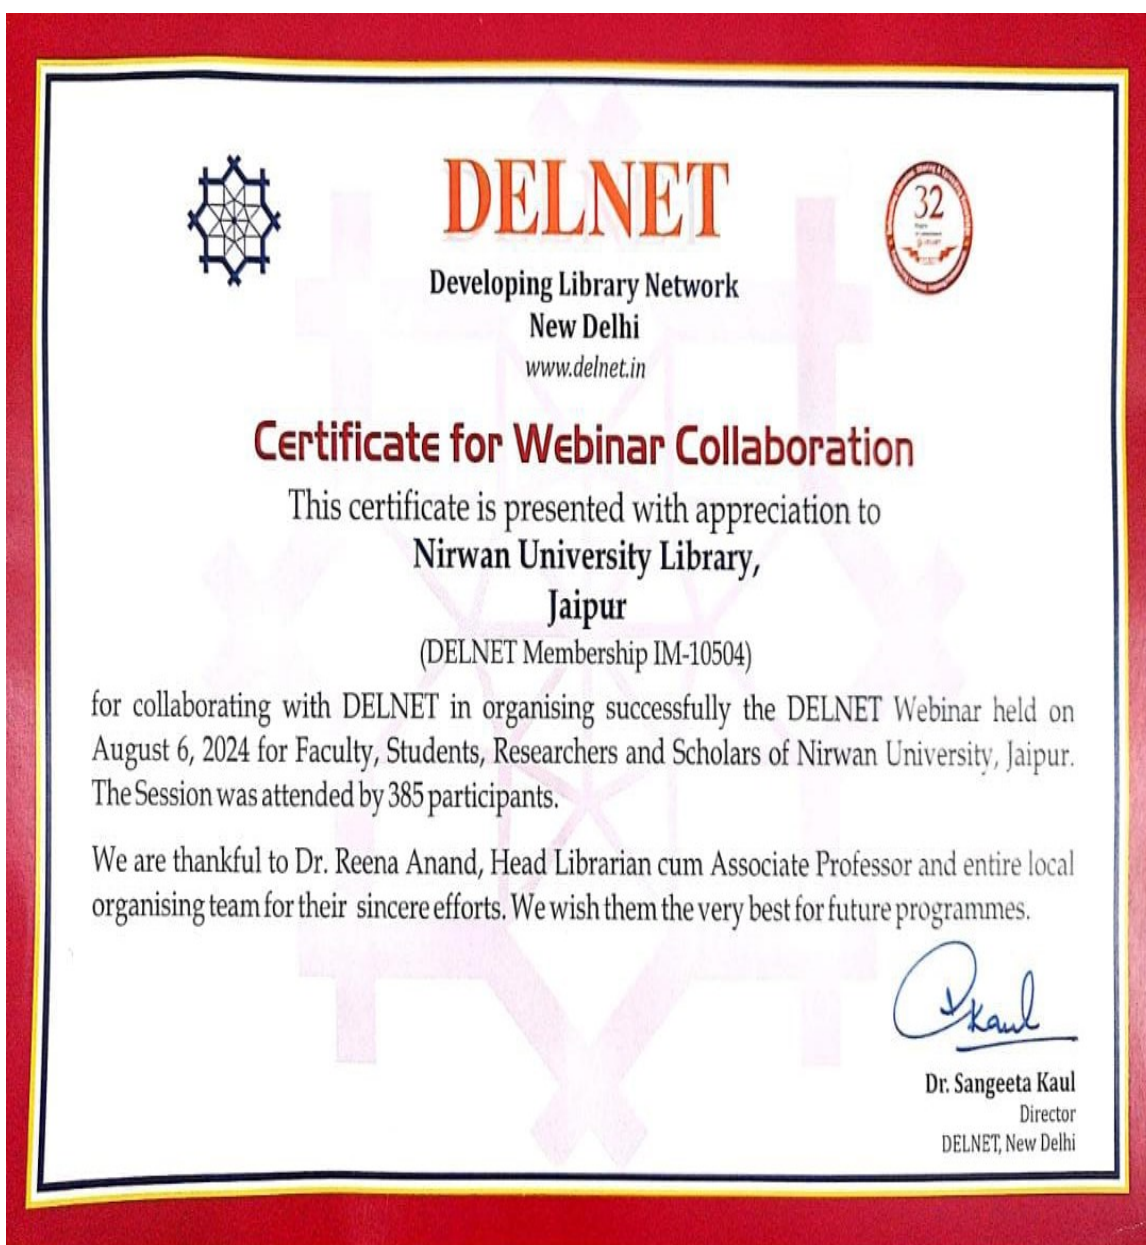 DELNET
32
Developing Library Network
New Delhi
www.delnet.in
Certificate for Webinar Collaboration
This certificate is presented with appreciation to
Nirwan University Library,
Jaipur
(DELNET Membership IM-10504)
for collaborating with DELNET in organising successfully the DELNET Webinar held on
August 6, 2024 for Faculty, Students, Researchers and Scholars of Nirwan University, Jaipur.
The Session was attended by 385 participants.
We are thankful to Dr. Reena Anand, Head Librarian cum Associate Professor and entire local
organising team for their sincere efforts. We wish them the very best for future programmes.
Kaul
Dr. Sangeeta Kaul
Director
DELNET, New Delhi